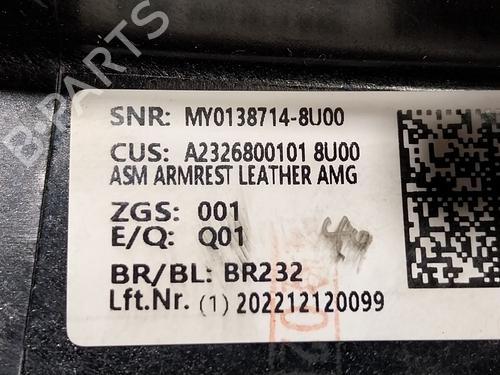 SNR: MY0138714-8U00
CUS: A2326800101 8U00
ASM ARMREST LEATHER AMG
ZGS: 001
E/Q: Q01
BR/BL: BR232
Lft.Nr. (1) 202212120099
B-PARTS